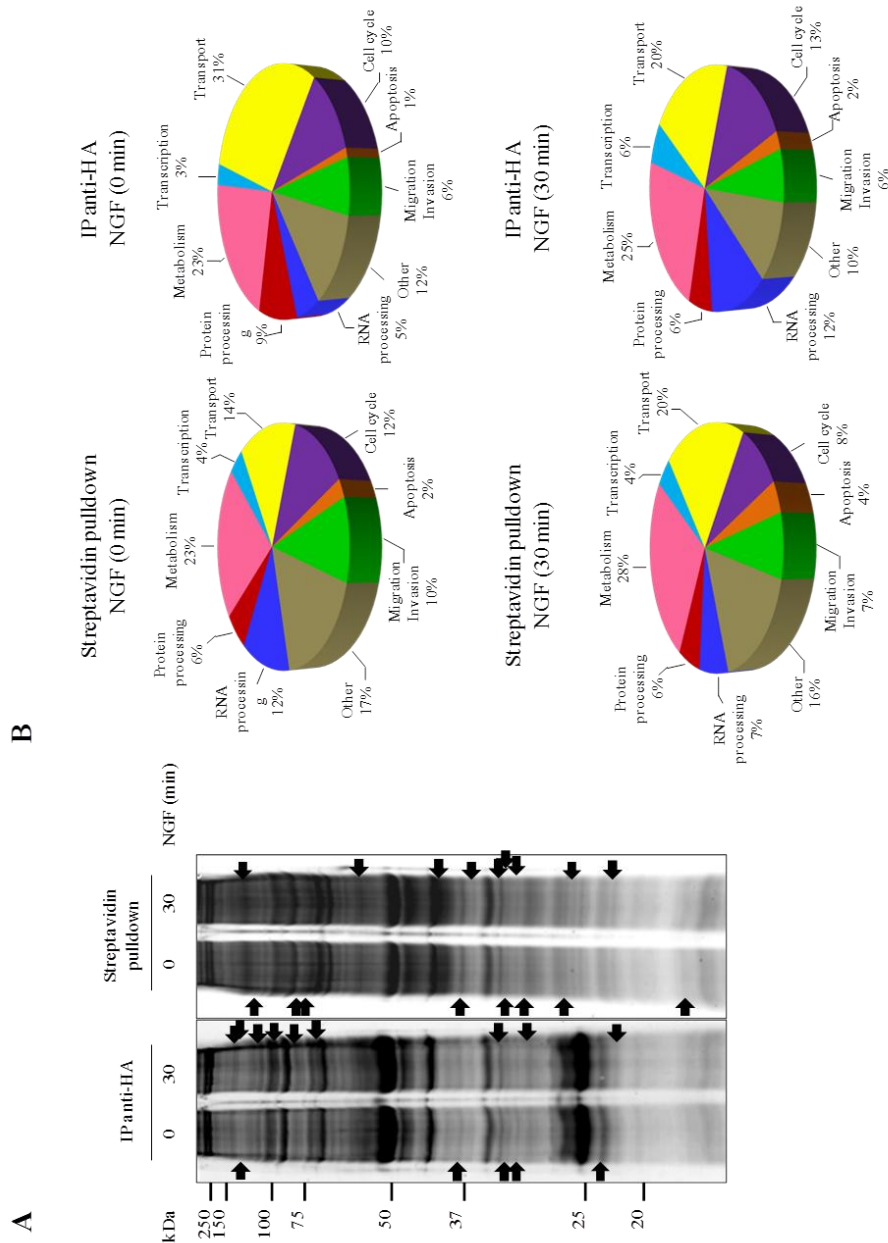 A
IP anti-HA
Streptavidin
pulldown
kDa
0
30
0
30
NGF (min)
250
150
100
75
50
37
25
20
B
Streptavidin pulldown
NGF (0 min)
Transcription
4%
Transport
14%
Cell cycle
12%
Apoptosis
2%
Migration
Invasion
10%
Other
17%
RNA
processin
g
12%
Protein
processing
6%
Metabolism
23%
IP anti-HA
NGF (0 min)
Transcription
3%
Transport
31%
Cell cycle
10%
Apoptosis
1%
Migration
Invasion
6%
Other
12%
RNA
processing
5%
Protein
processin
g
9%
Metabolism
23%
Streptavidin pulldown
NGF (30 min)
Transcription
4%
Transport
20%
Cell cycle
8%
Apoptosis
4%
Migration
Invasion
7%
Other
16%
RNA
processing
7%
Protein
processing
6%
Metabolism
28%
IP anti-HA
NGF (30 min)
Transcription
6%
Transport
20%
Cell cycle
13%
Apoptosis
2%
Migration
Invasion
6%
Other
10%
RNA
processing
12%
Protein
processing
6%
Metabolism
25%